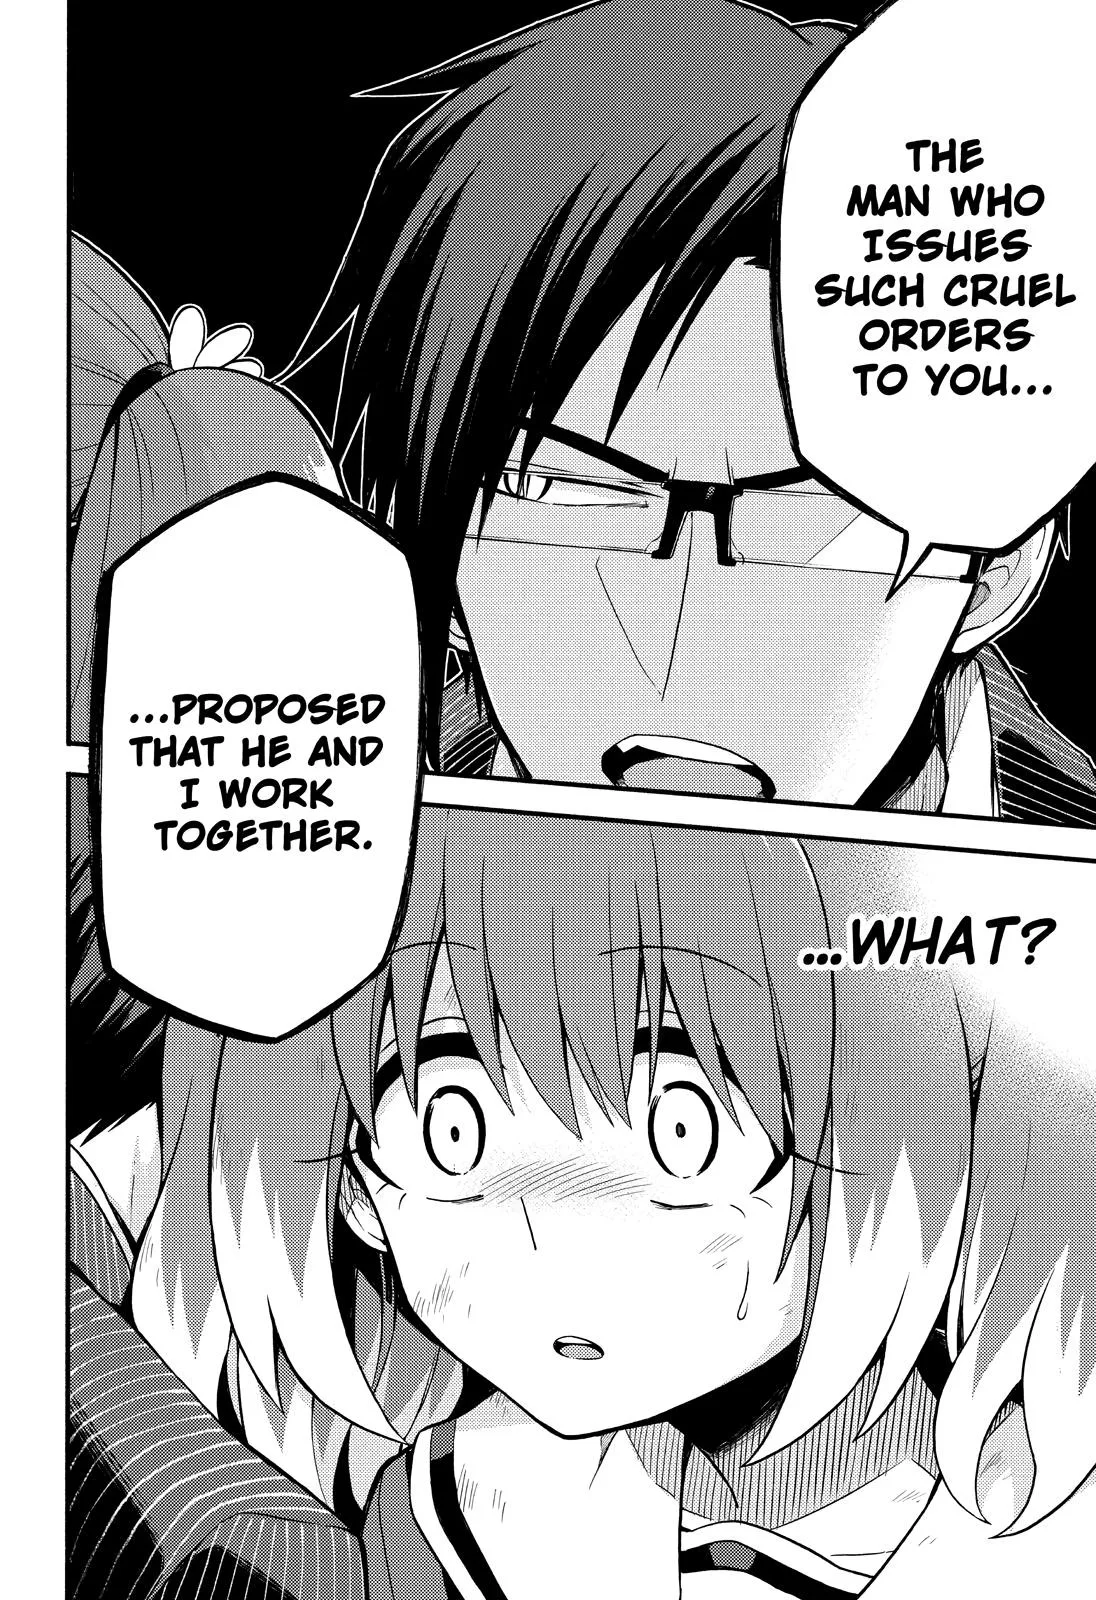 THE
MAN WHO
ISSUES
SUCH CRUEL
ORDERS
TO YOU...
...PROPOSED
THAT HE AND
I WORK
TOGETHER.
...WHAT?